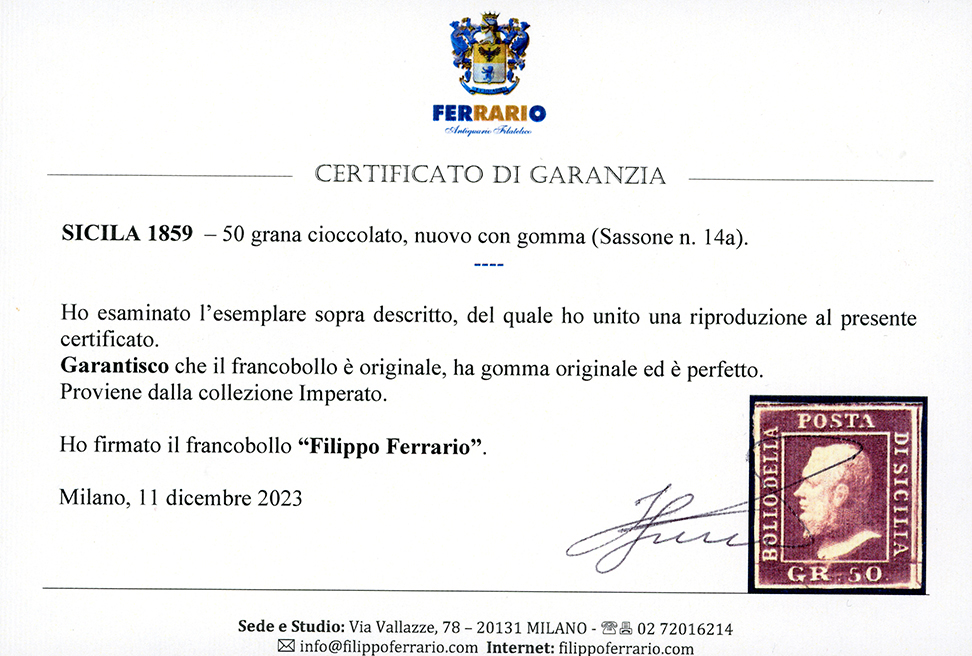 FERRARIO
Antiquario Filatelico
CERTIFICATO DI GARANZIA
SICILA 1859 – 50 grana cioccolato, nuovo con gomma (Sassone n. 14a).
----
Ho esaminato l’esemplare sopra descritto, del quale ho unito una riproduzione al presente
certificato.
Garantisco che il francobollo è originale, ha gomma originale ed è perfetto.
Proviene dalla collezione Imperato.
Ho firmato il francobollo “Filippo Ferrario”.
Milano, 11 dicembre 2023
BOLLO DELLA
POSTA
DI SICILIA
GR. 50.
Sede e Studio: Via Vallazze, 78 – 20131 MILANO - ☏🖷 02 72016214
✉ info@filippoferrario.com Internet: filippoferrario.com